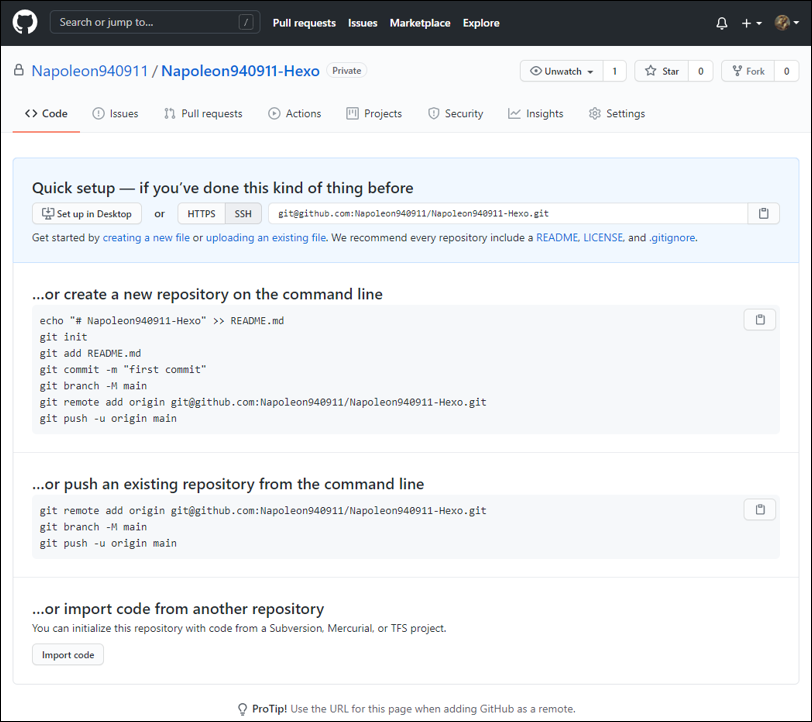 Search or jump to... /
Pull requests Issues Marketplace Explore
Napoleon940911 / Napoleon940911-Hexo Private
Unwatch 1 Star 0 Fork 0
Code Issues Pull requests Actions Projects Security Insights Settings
Quick setup — if you’ve done this kind of thing before
Set up in Desktop or HTTPS SSH git@github.com:Napoleon940911/Napoleon940911-Hexo.git
Get started by creating a new file or uploading an existing file. We recommend every repository include a README, LICENSE, and .gitignore.
…or create a new repository on the command line
echo "# Napoleon940911-Hexo" >> README.md
git init
git add README.md
git commit -m "first commit"
git branch -M main
git remote add origin git@github.com:Napoleon940911/Napoleon940911-Hexo.git
git push -u origin main
…or push an existing repository from the command line
git remote add origin git@github.com:Napoleon940911/Napoleon940911-Hexo.git
git branch -M main
git push -u origin main
…or import code from another repository
You can initialize this repository with code from a Subversion, Mercurial, or TFS project.
Import code
ProTip! Use the URL for this page when adding GitHub as a remote.